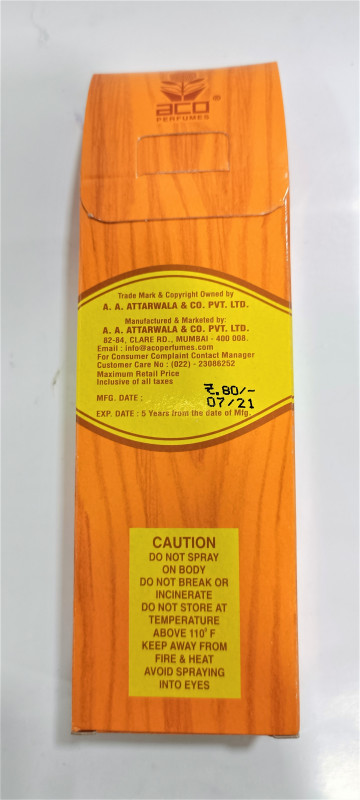 aco®
PERFUMES
Trade Mark & Copyright Owned by
A. A. ATTARWALA & CO. PVT. LTD.
Manufactured & Marketed by:
A. A. ATTARWALA & CO. PVT. LTD.
82-84, CLARE RD., MUMBAI - 400 008.
Email : info@acoperfumes.com
For Consumer Complaint Contact Manager
Customer Care No : (022) - 23086252
Maximum Retail Price ₹.80/-
Inclusive of all taxes
MFG. DATE : 07/21
EXP. DATE : 5 Years from the date of Mfg.
CAUTION
DO NOT SPRAY
ON BODY
DO NOT BREAK OR
INCINERATE
DO NOT STORE AT
TEMPERATURE
ABOVE 110° F
KEEP AWAY FROM
FIRE & HEAT
AVOID SPRAYING
INTO EYES